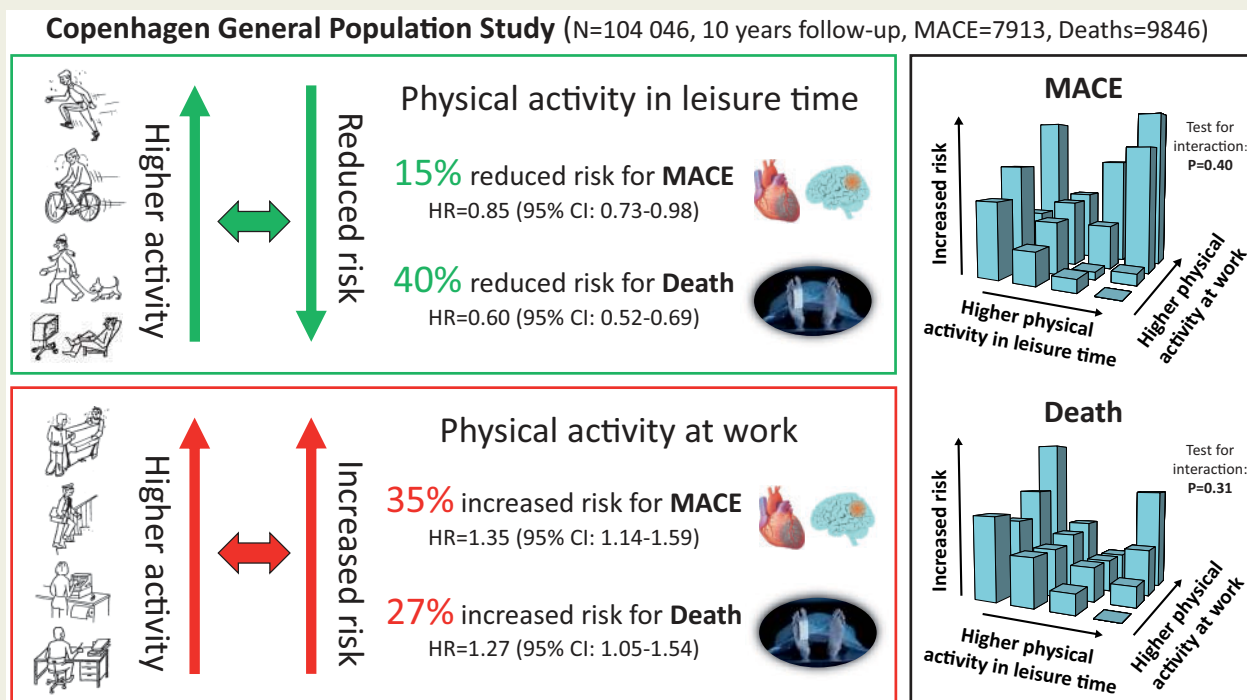 Copenhagen General Population Study (N=104 046, 10 years follow-up, MACE=7913, Deaths=9846)
Higher activity
Reduced risk
Physical activity in leisure time
15% reduced risk for MACE
HR=0.85 (95% CI: 0.73-0.98)
40% reduced risk for Death
HR=0.60 (95% CI: 0.52-0.69)
Higher activity
Increased risk
Physical activity at work
35% increased risk for MACE
HR=1.35 (95% CI: 1.14-1.59)
27% increased risk for Death
HR=1.27 (95% CI: 1.05-1.54)
MACE
Test for
interaction:
P=0.40
Increased risk
Higher physical
activity in leisure time
Higher physical
activity at work
Death
Test for
interaction:
P=0.31
Increased risk
Higher physical
activity in leisure time
Higher physical
activity at work